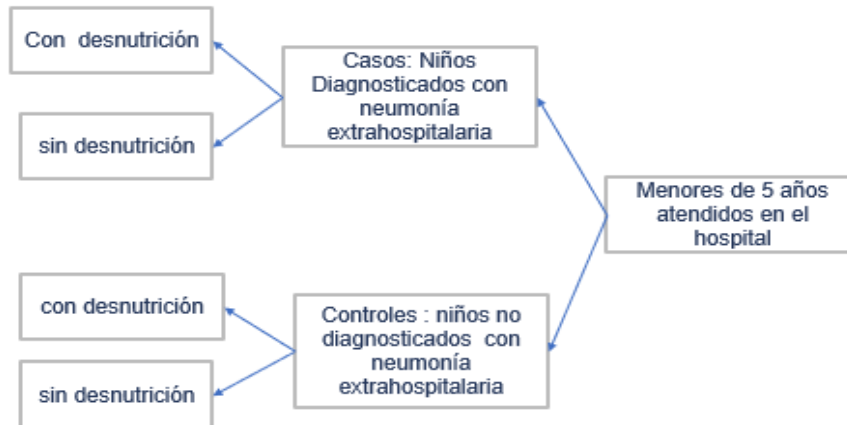 Con desnutrición
Casos: Niños
Diagnosticados con
neumonía
extrahospitalaria
sin desnutrición
Menores de 5 años
atendidos en el
hospital
con desnutrición
Controles : niños no
diagnosticados con
neumonía
extrahospitalaria
sin desnutrición